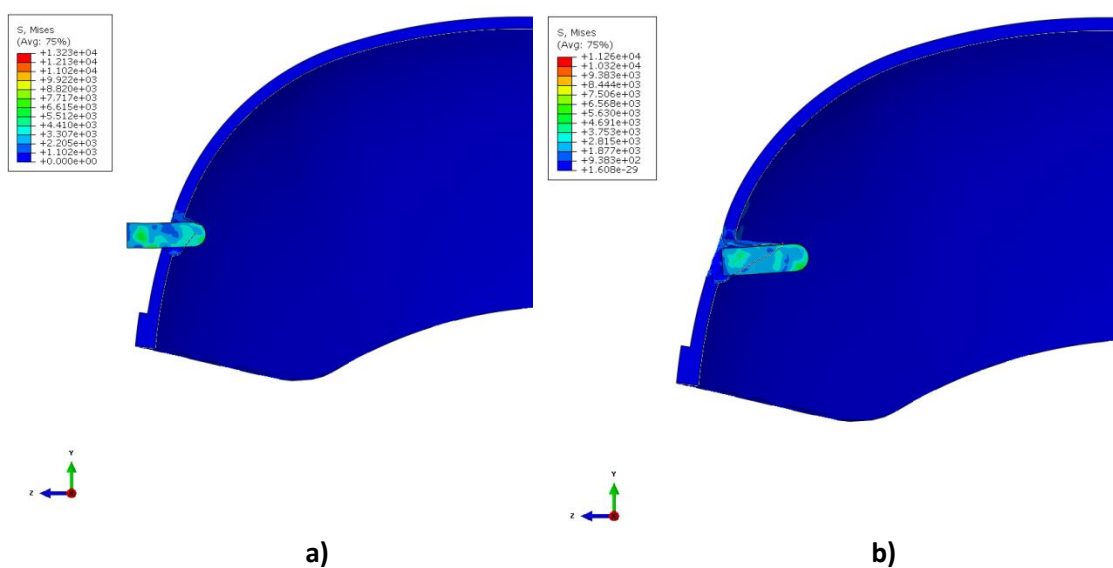 S, Mises
(Avg: 75%)
+1.323e+04
+1.213e+04
+1.102e+04
+9.922e+03
+8.820e+03
+7.717e+03
+6.615e+03
+5.512e+03
+4.410e+03
+3.307e+03
+2.205e+03
+1.102e+03
+0.000e+00
Y
Z
a)
S, Mises
(Avg: 75%)
+1.126e+04
+1.032e+04
+9.383e+03
+8.444e+03
+7.506e+03
+6.568e+03
+5.630e+03
+4.691e+03
+3.753e+03
+2.815e+03
+1.877e+03
+9.383e+02
+1.608e-29
Y
Z
b)